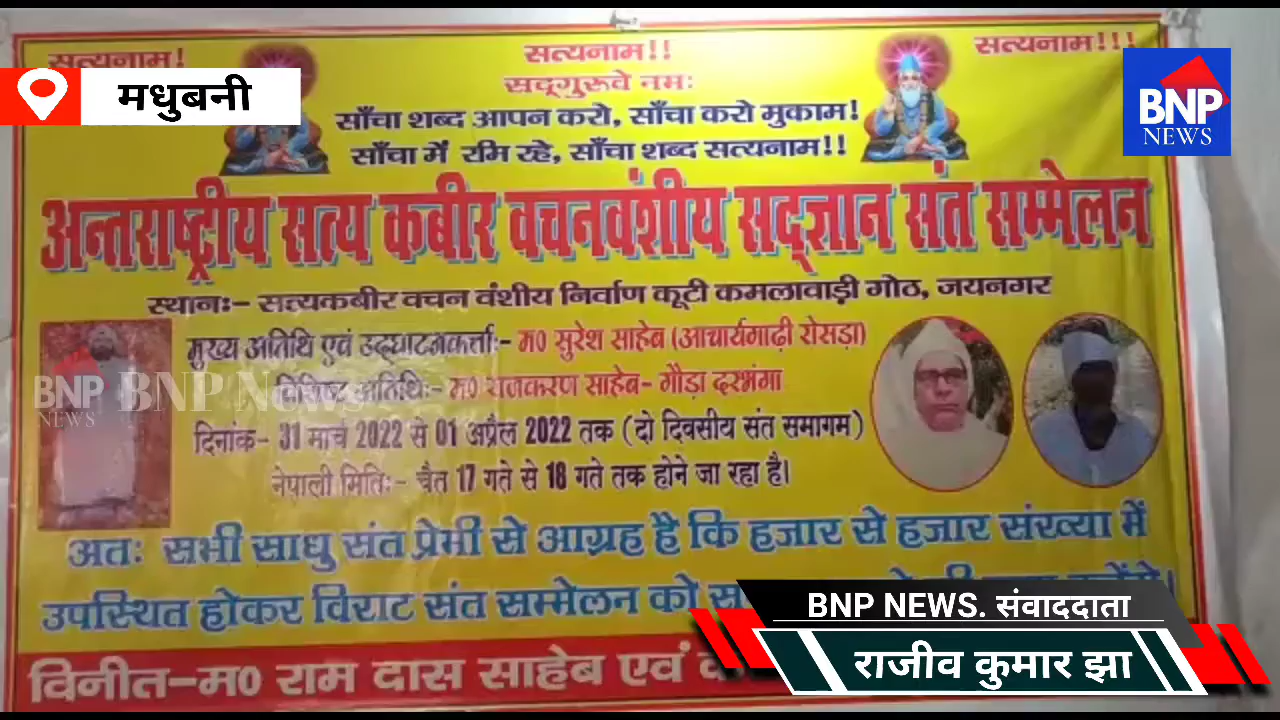 सत्यनाम! सत्यनाम!! सत्यनाम!!!
सद्गुरुवे नमः
साँचा शब्द आपन करो, साँचा करो मुकाम!
साँचा में रमि रहे, साँचा शब्द सत्यनाम!!
मधुबनी
BNP
NEWS
अन्तराष्ट्रीय सत्य कबीर वचनवंशीय सद्ज्ञान संत सम्मेलन
स्थानः- सत्यकबीर वचन वंशीय निर्वाण कूटी कमलावाड़ी गोठ, जयनगर
मुख्य अतिथि एवं उद्घाटनकर्त्ताः- म० सुरेश साहेब (आचार्यगाढ़ी रोसड़ा)
विशिष्ट अतिथिः- म० राजकरण साहेब- गौड़ा दरभंगा
BNP NEWS BNP NEWS
दिनांक- 31 मार्च 2022 से 01 अप्रैल 2022 तक (दो दिवसीय संत समागम)
नेपाली मितिः- चैत 17 गते से 18 गते तक होने जा रहा है।
अतः सभी साधु संत प्रेमी से आग्रह है कि हजार से हजार संख्या में
उपस्थित होकर विराट संत सम्मेलन को
विनीत-म० राम दास साहेब एवं
BNP NEWS. संवाददाता
राजीव कुमार झा